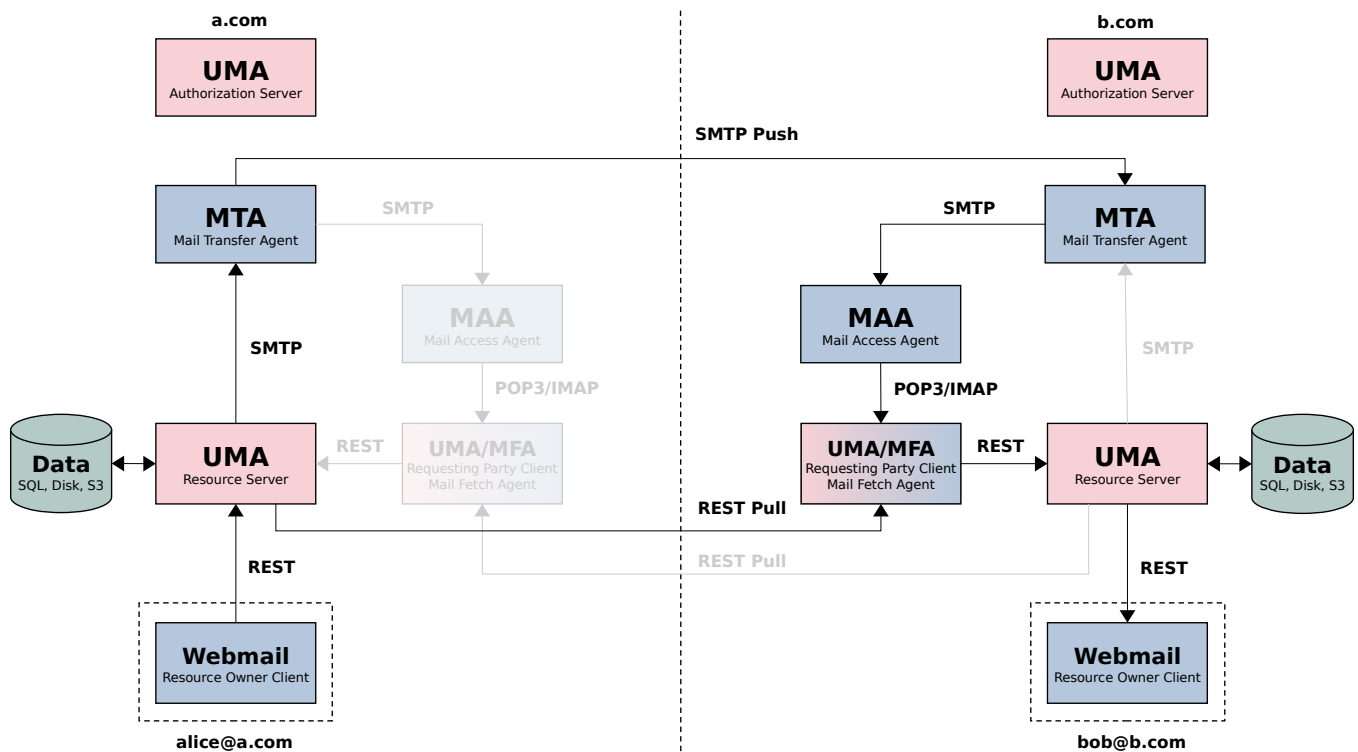 a.com
b.com
UMA
Authorization Server
UMA
Authorization Server
SMTP Push
MTA
Mail Transfer Agent
SMTP
SMTP
MTA
Mail Transfer Agent
MAA
Mail Access Agent
MAA
Mail Access Agent
SMTP
SMTP
POP3/IMAP
POP3/IMAP
Data
SQL, Disk, S3
UMA
Resource Server
REST
UMA/MFA
Requesting Party Client
Mail Fetch Agent
UMA/MFA
Requesting Party Client
Mail Fetch Agent
REST
UMA
Resource Server
Data
SQL, Disk, S3
REST Pull
REST Pull
REST
REST
Webmail
Resource Owner Client
Webmail
Resource Owner Client
alice@a.com
bob@b.com